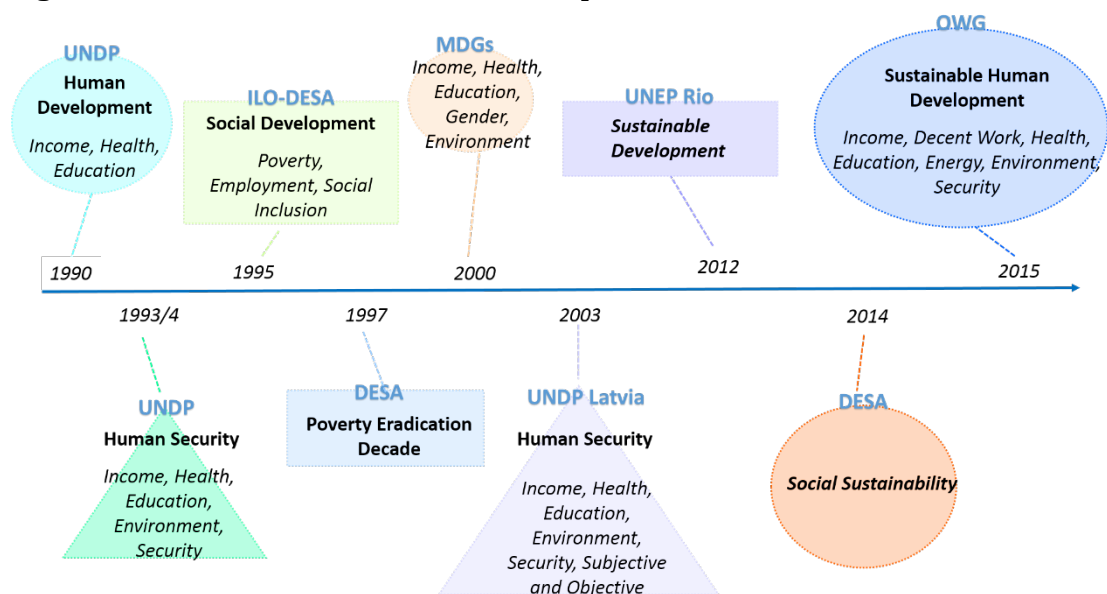 UNDP
Human
Development
Income, Health,
Education
ILO-DESA
Social Development
Poverty,
Employment, Social
Inclusion
MDGs
Income, Health,
Education,
Gender,
Environment
UNEP Rio
Sustainable
Development
OWG
Sustainable Human
Development
Income, Decent Work, Health,
Education, Energy, Environment,
Security
1990
1995
2000
2012
2015
1993/4
1997
2003
2014
UNDP
Human Security
Income, Health,
Education,
Environment,
Security
DESA
Poverty Eradication
Decade
UNDP Latvia
Human Security
Income, Health,
Education,
Environment,
Security, Subjective
and Objective
DESA
Social Sustainability